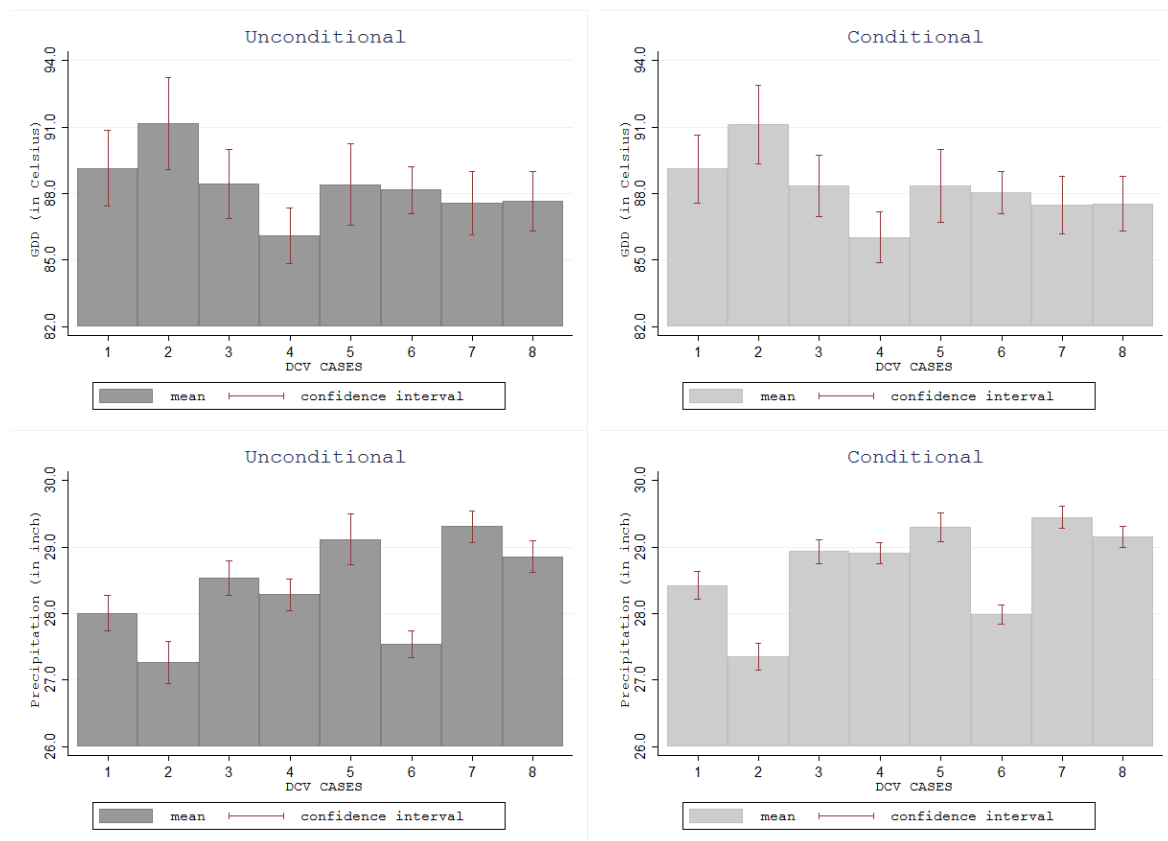 Unconditional
GDD (in Celsius)
94.0
91.0
88.0
85.0
82.0
1 2 3 4 5 6 7 8
DCV CASES
mean confidence interval
Conditional
GDD (in Celsius)
94.0
91.0
88.0
85.0
82.0
1 2 3 4 5 6 7 8
DCV CASES
mean confidence interval
Unconditional
Precipitation (in inch)
30.0
29.0
28.0
27.0
26.0
1 2 3 4 5 6 7 8
DCV CASES
mean confidence interval
Conditional
Precipitation (in inch)
30.0
29.0
28.0
27.0
26.0
1 2 3 4 5 6 7 8
DCV CASES
mean confidence interval